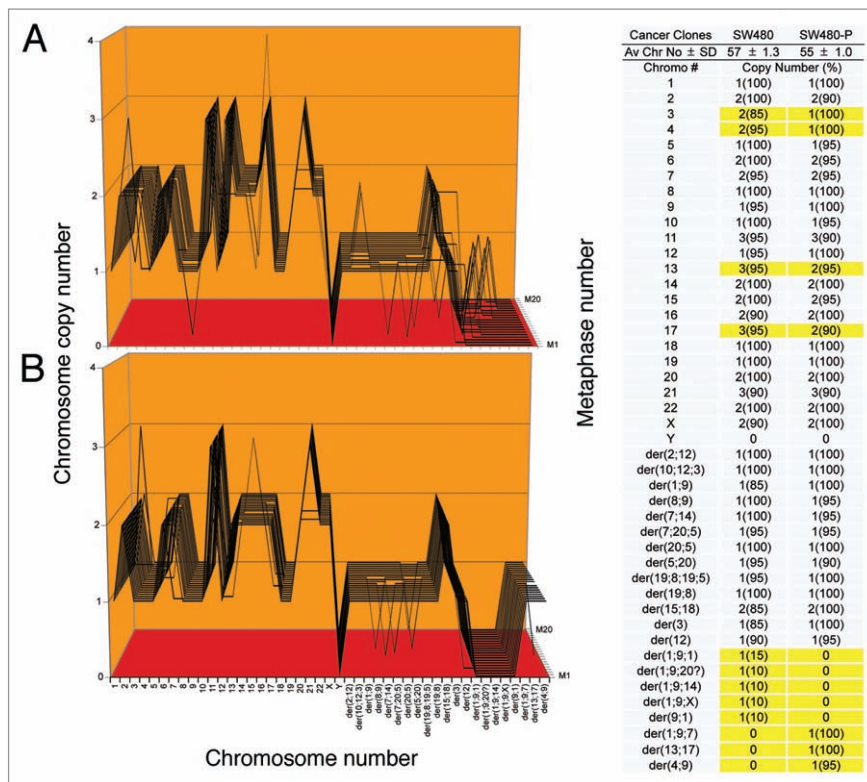 A
4
3
2
1
0
M20
M1
B
4
3
2
1
0
M20
M1
Chromosome copy number
Metaphase number
1
2
3
4
5
6
7
8
9
10
11
12
13
14
15
16
17
18
19
20
21
22
X
Y
der(2;12)
der(10;12;3)
der(1;9)
der(8;9)
der(7;14)
der(7;20;5)
der(20;5)
der(5;20)
der(19;8;19;5)
der(19;8)
der(15;18)
der(3)
der(12)
der(1;9;1)
der(1;9;20?)
der(1;9;14)
der(1;9;X)
der(9;1)
der(1;9;7)
der(13;17)
der(4;9)
Chromosome number
Cancer Clones SW480 SW480-P
Av Chr No ± SD 57 ± 1.3 55 ± 1.0
Chromo # Copy Number (%)
1 1(100) 1(100)
2 2(100) 2(90)
3 2(85) 1(100)
4 2(95) 1(100)
5 1(100) 1(95)
6 2(100) 2(95)
7 2(95) 2(95)
8 1(100) 1(100)
9 1(95) 1(100)
10 1(100) 1(95)
11 3(95) 3(90)
12 1(95) 1(100)
13 3(95) 2(95)
14 2(100) 2(100)
15 2(100) 2(95)
16 2(90) 2(100)
17 3(95) 2(90)
18 1(100) 1(100)
19 1(100) 1(100)
20 2(100) 2(100)
21 3(90) 3(90)
22 2(100) 2(100)
X 2(90) 2(100)
Y 0 0
der(2;12) 1(100) 1(100)
der(10;12;3) 1(100) 1(100)
der(1;9) 1(85) 1(100)
der(8;9) 1(100) 1(95)
der(7;14) 1(100) 1(95)
der(7;20;5) 1(95) 1(95)
der(20;5) 1(100) 1(100)
der(5;20) 1(95) 1(90)
der(19;8;19;5) 1(95) 1(100)
der(19;8) 1(100) 1(100)
der(15;18) 2(85) 2(100)
der(3) 1(85) 1(100)
der(12) 1(90) 1(95)
der(1;9;1) 1(15) 0
der(1;9;20?) 1(10) 0
der(1;9;14) 1(10) 0
der(1;9;X) 1(10) 0
der(9;1) 1(10) 0
der(1;9;7) 0 1(100)
der(13;17) 0 1(100)
der(4;9) 0 1(95)